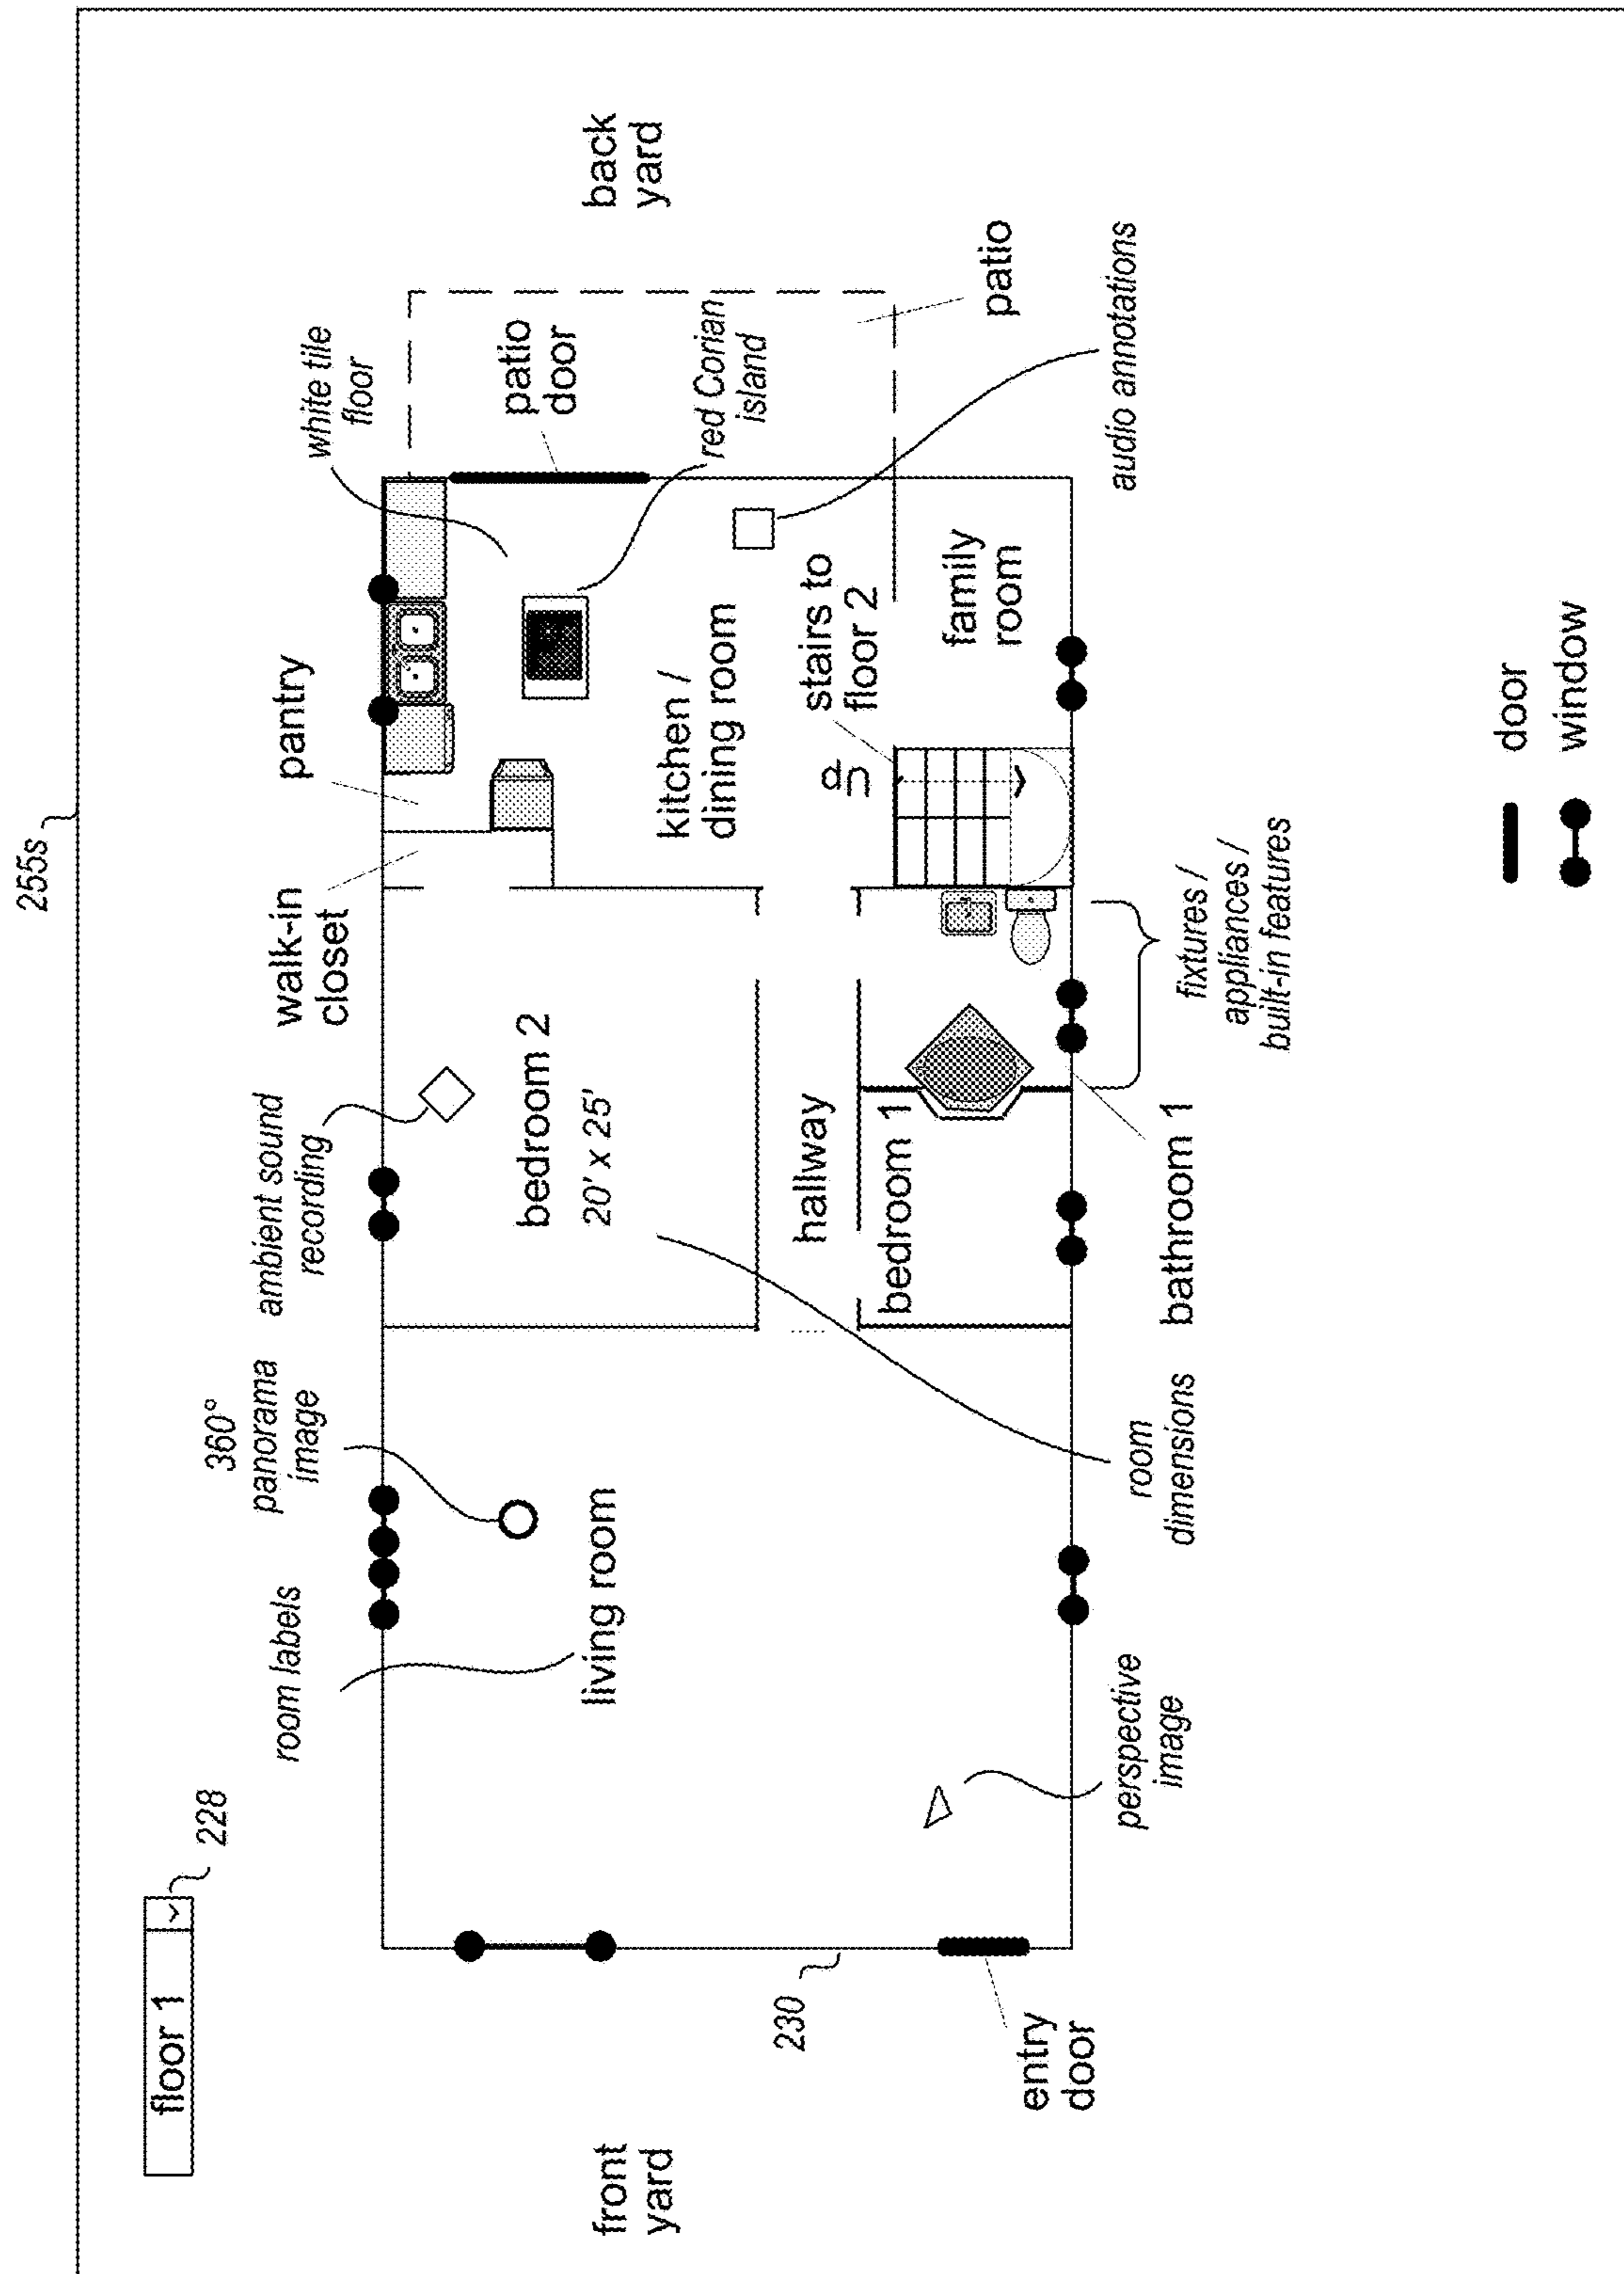 255s
floor 1
228
room labels
360°
panorama
image
ambient sound
recording
walk-in
closet
pantry
white tile
floor
patio
door
red Corian
island
back
yard
patio
audio annotations
front
yard
living room
bedroom 2
20' x 25'
kitchen /
dining room
hallway
up
stairs to
floor 2
family
room
bedroom 1
230
entry
door
perspective
image
room
dimensions
bathroom 1
fixtures /
appliances /
built-in features
door
window